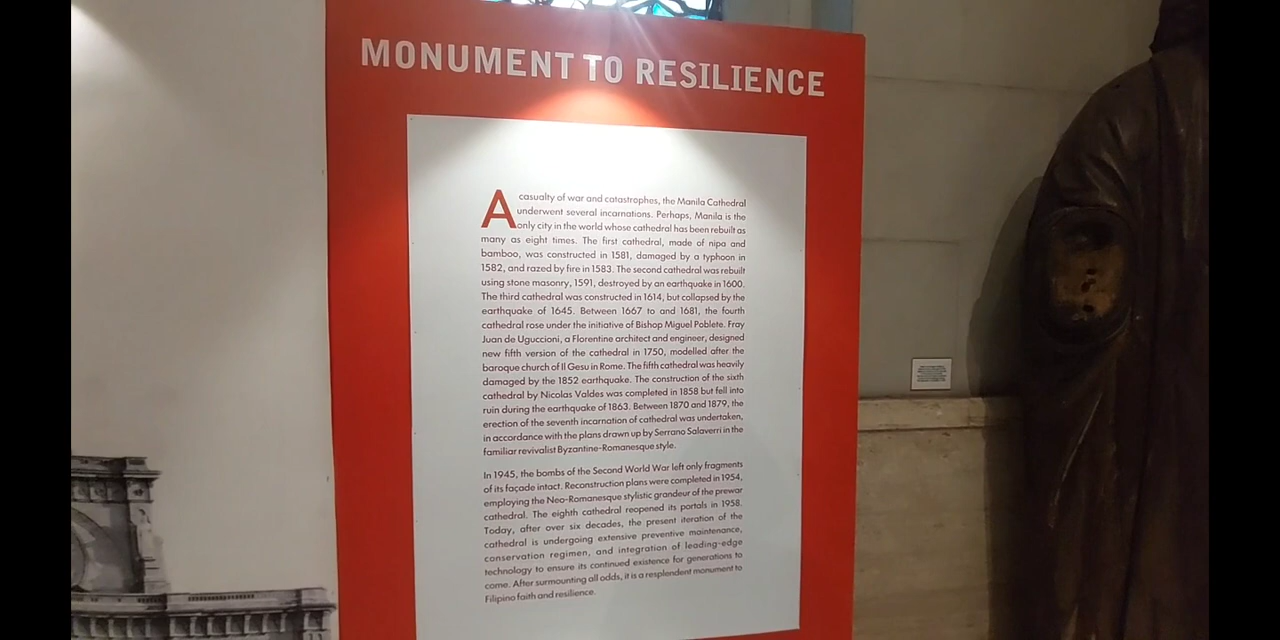 MONUMENT TO RESILIENCE
A casualty of war and catastrophes, the Manila Cathedral
underwent several incarnations. Perhaps, Manila is the
only city in the world whose cathedral has been rebuilt as
many as eight times. The first cathedral, made of nipa and
bamboo, was constructed in 1581, damaged by a typhoon in
1582, and razed by fire in 1583. The second cathedral was rebuilt
using stone masonry, 1591, destroyed by an earthquake in 1600.
The third cathedral was constructed in 1614, but collapsed by the
earthquake of 1645. Between 1667 to and 1681, the fourth
cathedral rose under the initiative of Bishop Miguel Poblete. Fray
Juan de Uguccioni, a Florentine architect and engineer, designed
new fifth version of the cathedral in 1750, modelled after the
baroque church of Il Gesu in Rome. The fifth cathedral was heavily
damaged by the 1852 earthquake. The construction of the sixth
cathedral by Nicolas Valdes was completed in 1858 but fell into
ruin during the earthquake of 1863. Between 1870 and 1879, the
erection of the seventh incarnation of cathedral was undertaken,
in accordance with the plans drawn up by Serrano Salaverri in the
familiar revivalist Byzantine-Romanesque style.
In 1945, the bombs of the Second World War left only fragments
of its façade intact. Reconstruction plans were completed in 1954,
employing the Neo-Romanesque stylistic grandeur of the prewar
cathedral. The eighth cathedral reopened its portals in 1958.
Today, after over six decades, the present iteration of the
cathedral is undergoing extensive preventive maintenance,
conservation regimen, and integration of leading-edge
technology to ensure its continued existence for generations to
come. After surmounting all odds, it is a resplendent monument to
Filipino faith and resilience.